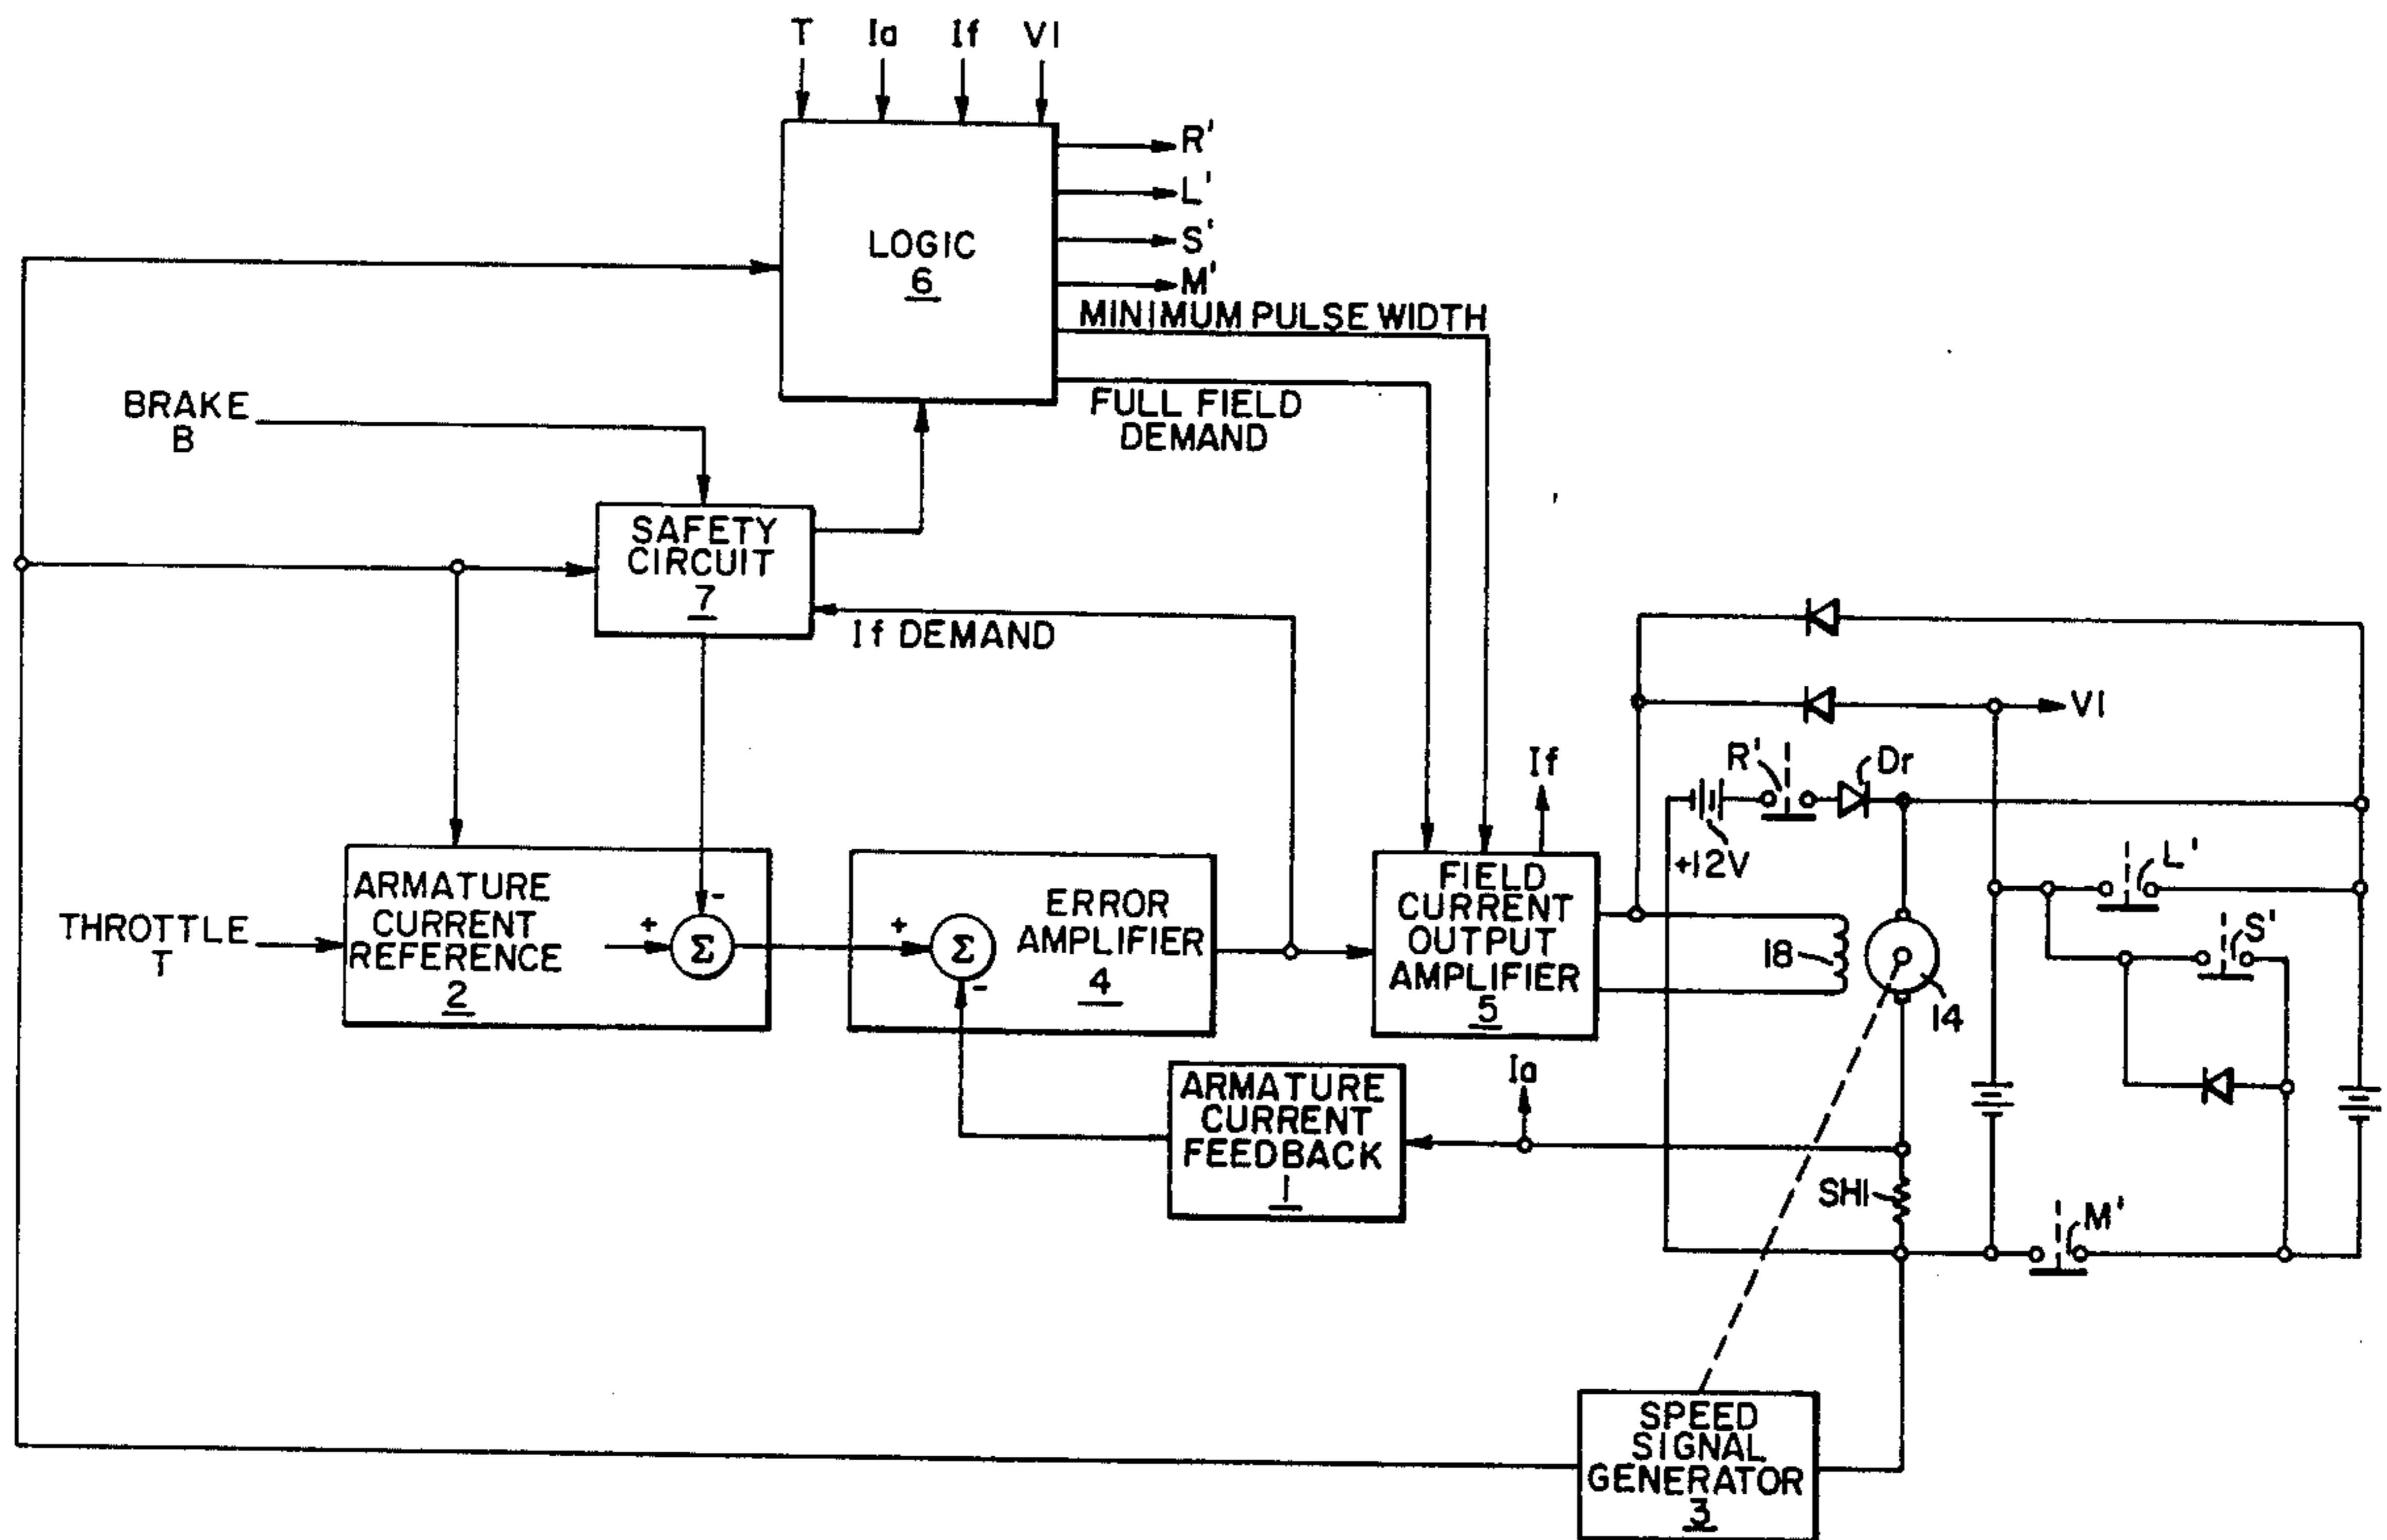 T Ia If V1
R'
L'
S'
M'
LOGIC
6
MINIMUM PULSE WIDTH
FULL FIELD
DEMAND
BRAKE
B
SAFETY
CIRCUIT
7
If DEMAND
V1
R' Dr
If
+12V
L'
S'
ARMATURE
CURRENT
REFERENCE
2
THROTTLE
T
+ -
Σ
+ -
Σ
ERROR
AMPLIFIER
4
FIELD
CURRENT
OUTPUT
AMPLIFIER
5
18
14
Ia
ARMATURE
CURRENT
FEEDBACK
1
SH1
M'
SPEED
SIGNAL
GENERATOR
3